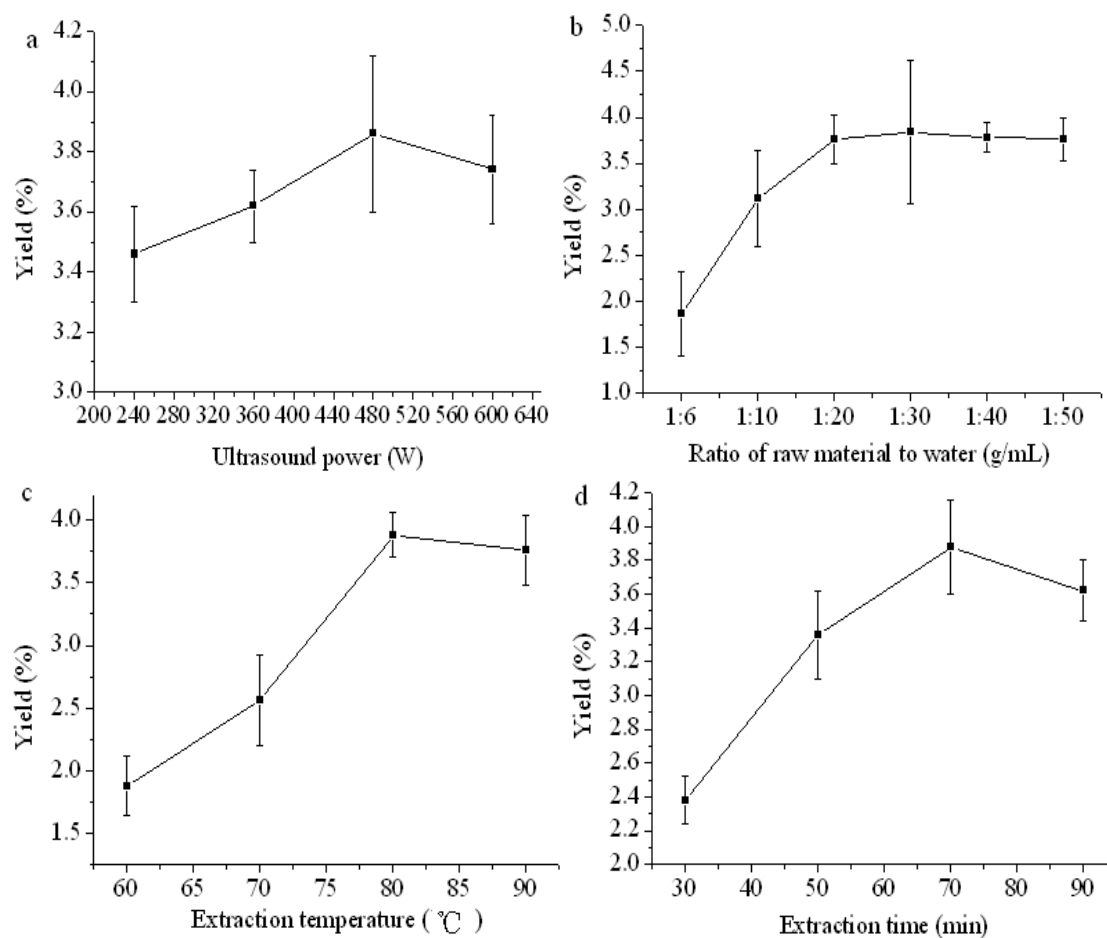 a
4.2
4.0
3.8
3.6
3.4
3.2
3.0
Yield (%)
200 240 280 320 360 400 440 480 520 560 600 640
Ultrasound power (W)
b
5.0
4.5
4.0
3.5
3.0
2.5
2.0
1.5
1.0
Yield (%)
1:6 1:10 1:20 1:30 1:40 1:50
Ratio of raw material to water (g/mL)
c
4.0
3.5
3.0
2.5
2.0
1.5
Yield (%)
60 65 70 75 80 85 90
Extraction temperature (℃)
d
4.2
4.0
3.8
3.6
3.4
3.2
3.0
2.8
2.6
2.4
2.2
2.0
Yield (%)
30 40 50 60 70 80 90
Extraction time (min)